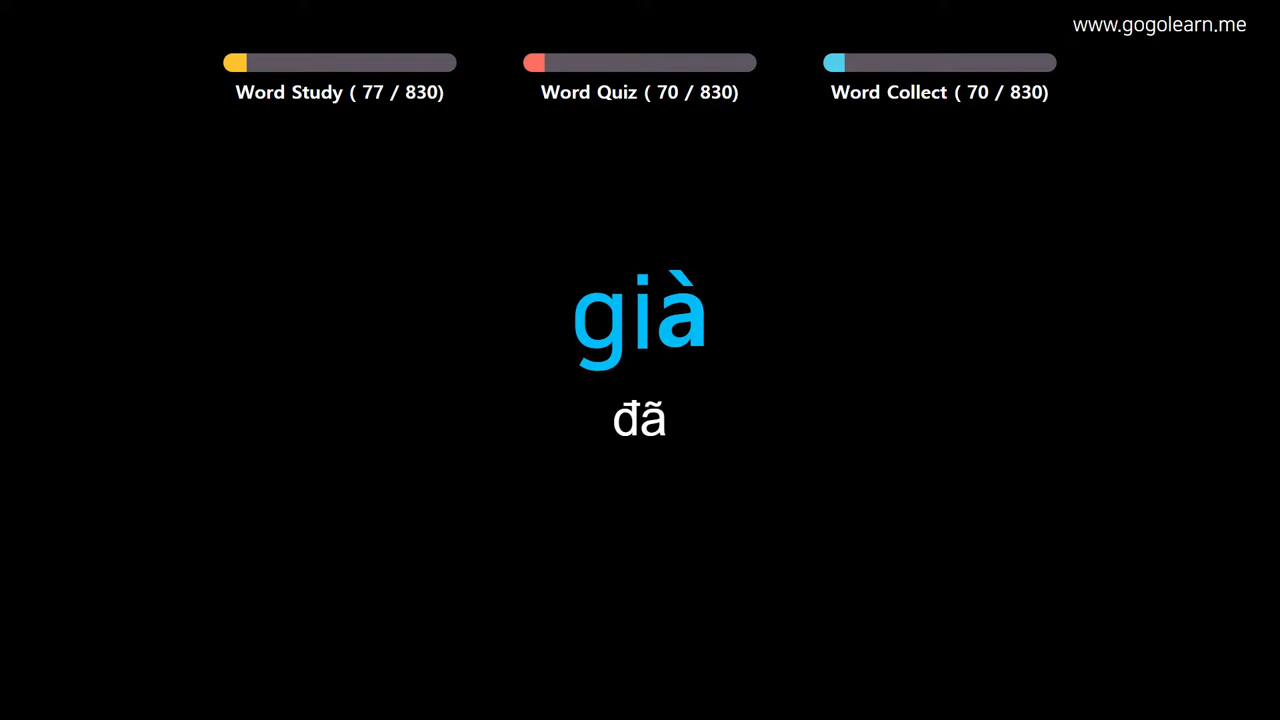 www.gogolearn.me
Word Study ( 77 / 830)
Word Quiz ( 70 / 830)
Word Collect ( 70 / 830)
già
đã